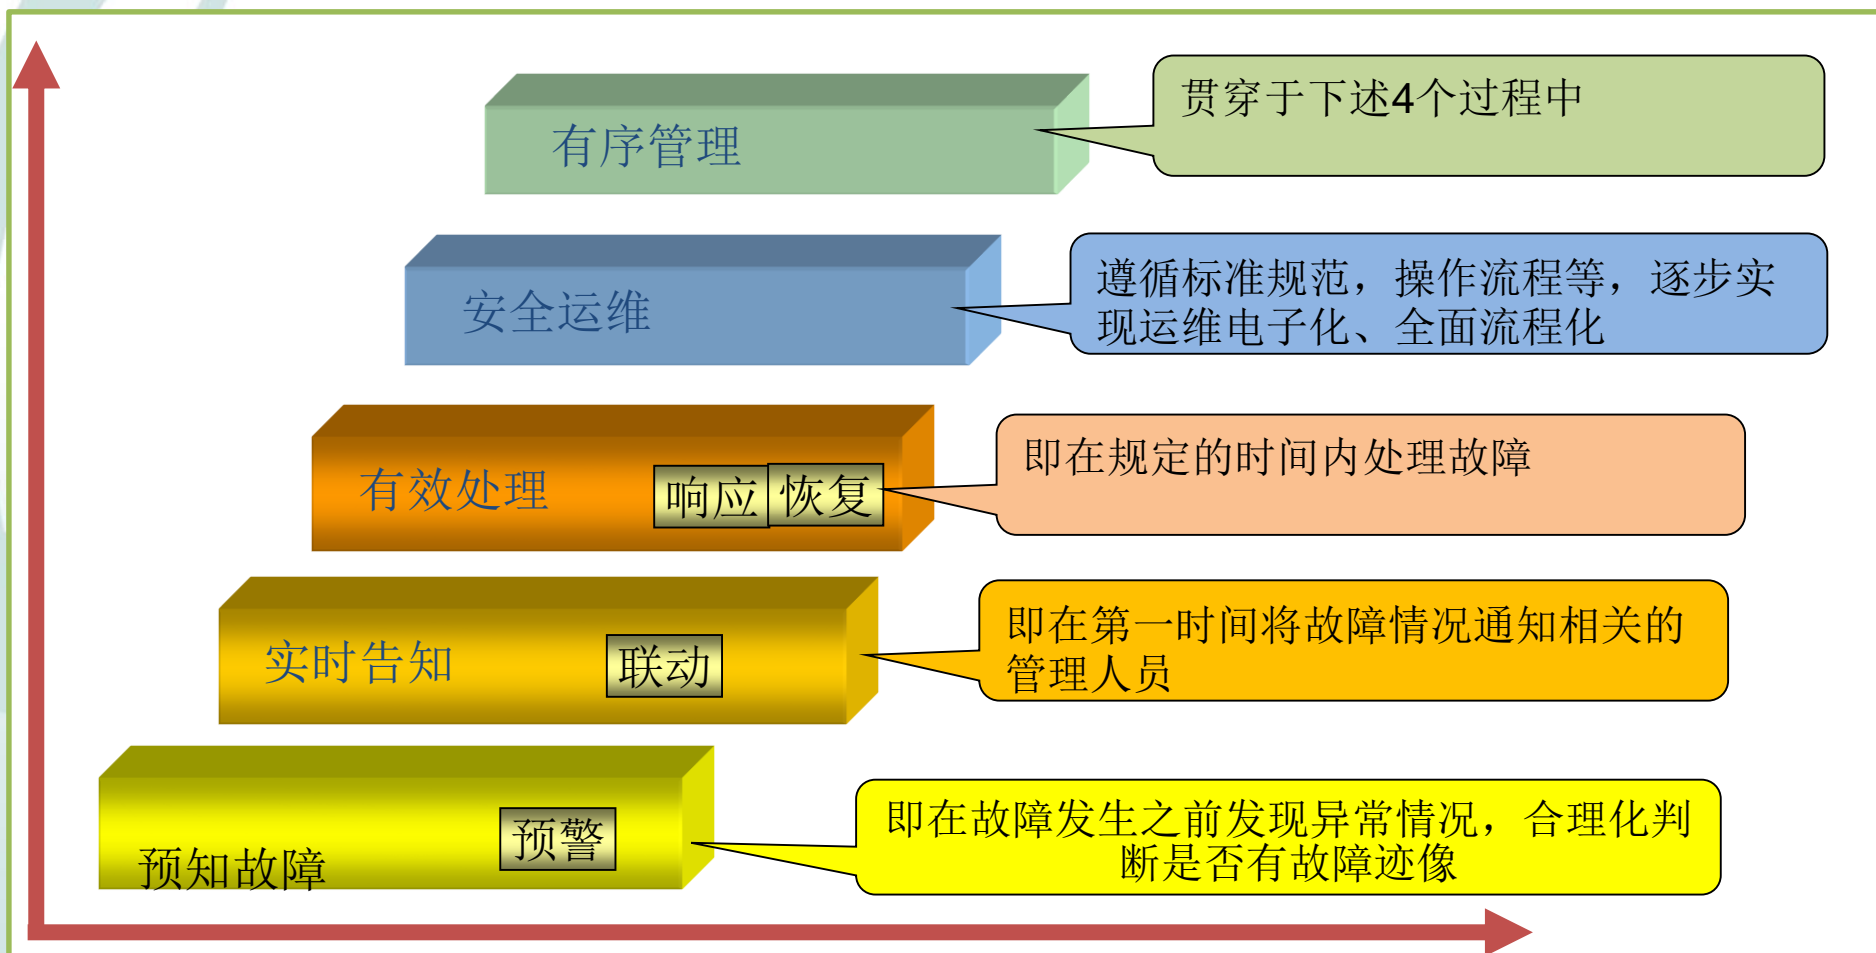 有序管理
贯穿于下述4个过程中
安全运维
遵循标准规范，操作流程等，逐步实
现运维电子化、全面流程化
有效处理
响应
恢复
即在规定的时间内处理故障
实时告知
联动
即在第一时间将故障情况通知相关的
管理人员
预知故障
预警
即在故障发生之前发现异常情况，合理化判
断是否有故障迹像